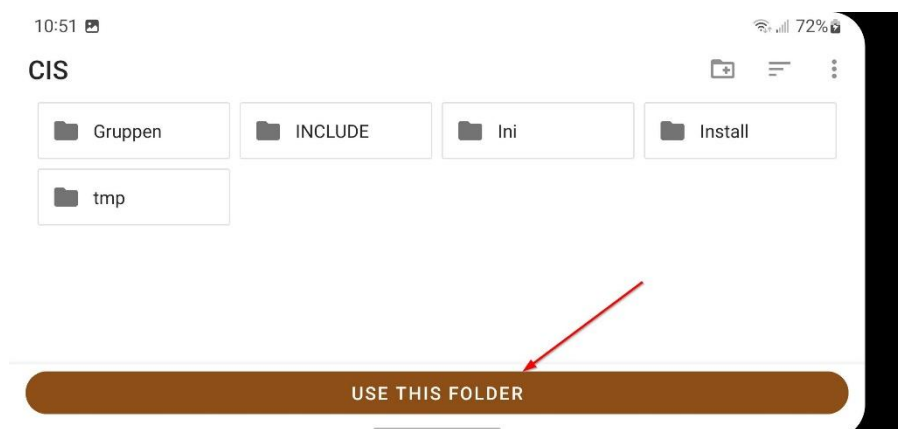 10:51 72%
CIS
Gruppen INCLUDE Ini Install
tmp
USE THIS FOLDER